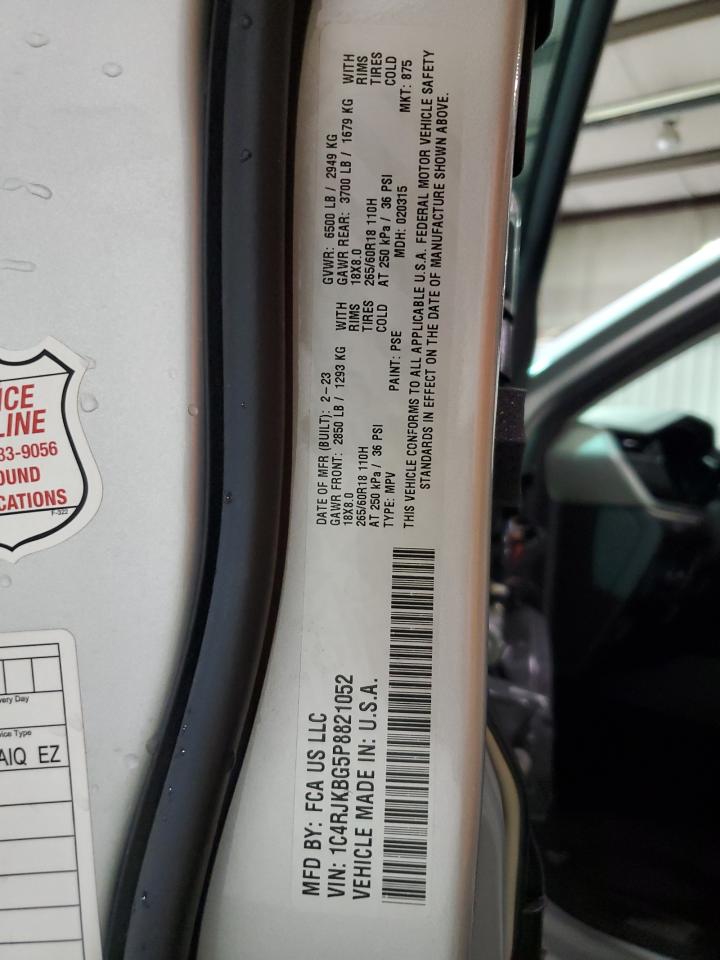 MFD BY: FCA US LLC
VIN: 1C4RJKBG5P8821052
VEHICLE MADE IN: U.S.A.
DATE OF MFR (BUILT): 2-23
GAWR FRONT: 2850 LB / 1293 KG WITH
18X8.0 RIMS
265/60R18 110H TIRES
AT 250 kPa / 36 PSI COLD
TYPE: MPV PAINT: PSE
GVWR: 6500 LB / 2949 KG
GAWR REAR: 3700 LB / 1679 KG WITH
18X8.0 RIMS
265/60R18 110H TIRES
AT 250 kPa / 36 PSI COLD
MDH: 020315 MKT: 875
THIS VEHICLE CONFORMS TO ALL APPLICABLE U.S.A. FEDERAL MOTOR VEHICLE SAFETY
STANDARDS IN EFFECT ON THE DATE OF MANUFACTURE SHOWN ABOVE.
ICE
LINE
33-9056
OUND
CATIONS
F-322
very Day
vice Type
AIQ EZ